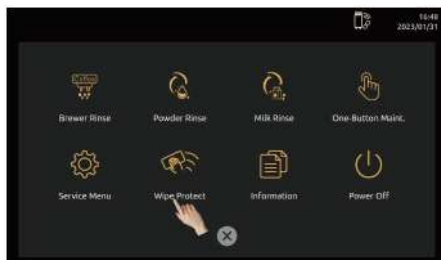 16:48
2023/01/31
Coffee
Brewer Rinse
Powder Rinse
Milk Rinse
One-Button Maint.
Service Menu
Wipe Protect
Information
Power Off